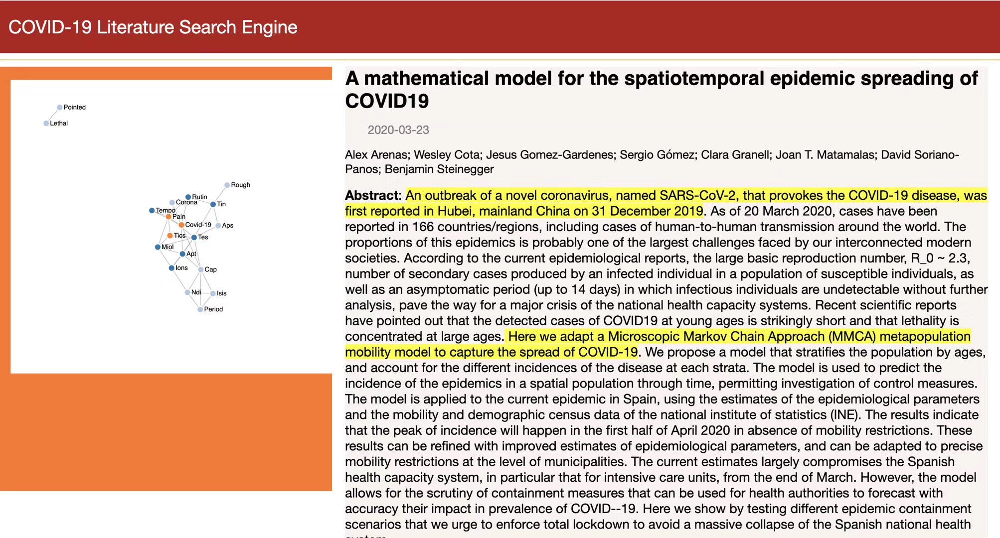 COVID-19 Literature Search Engine
Pointed
Lethal
Rough
Rutin
Corona
Tin
Tempo
Pain
Covid-19
Aps
Tics
Tes
Miol
Apt
Ions
Cap
Ndi
Isis
Period
A mathematical model for the spatiotemporal epidemic spreading of
COVID19
2020-03-23
Alex Arenas; Wesley Cota; Jesus Gomez-Gardenes; Sergio Gómez; Clara Granell; Joan T. Matamalas; David Soriano-
Panos; Benjamin Steinegger
Abstract: An outbreak of a novel coronavirus, named SARS-CoV-2, that provokes the COVID-19 disease, was
first reported in Hubei, mainland China on 31 December 2019. As of 20 March 2020, cases have been
reported in 166 countries/regions, including cases of human-to-human transmission around the world. The
proportions of this epidemics is probably one of the largest challenges faced by our interconnected modern
societies. According to the current epidemiological reports, the large basic reproduction number, R_0 ~ 2.3,
number of secondary cases produced by an infected individual in a population of susceptible individuals, as
well as an asymptomatic period (up to 14 days) in which infectious individuals are undetectable without further
analysis, pave the way for a major crisis of the national health capacity systems. Recent scientific reports
have pointed out that the detected cases of COVID19 at young ages is strikingly short and that lethality is
concentrated at large ages. Here we adapt a Microscopic Markov Chain Approach (MMCA) metapopulation
mobility model to capture the spread of COVID-19. We propose a model that stratifies the population by ages,
and account for the different incidences of the disease at each strata. The model is used to predict the
incidence of the epidemics in a spatial population through time, permitting investigation of control measures.
The model is applied to the current epidemic in Spain, using the estimates of the epidemiological parameters
and the mobility and demographic census data of the national institute of statistics (INE). The results indicate
that the peak of incidence will happen in the first half of April 2020 in absence of mobility restrictions. These
results can be refined with improved estimates of epidemiological parameters, and can be adapted to precise
mobility restrictions at the level of municipalities. The current estimates largely compromises the Spanish
health capacity system, in particular that for intensive care units, from the end of March. However, the model
allows for the scrutiny of containment measures that can be used for health authorities to forecast with
accuracy their impact in prevalence of COVID--19. Here we show by testing different epidemic containment
scenarios that we urge to enforce total lockdown to avoid a massive collapse of the Spanish national health